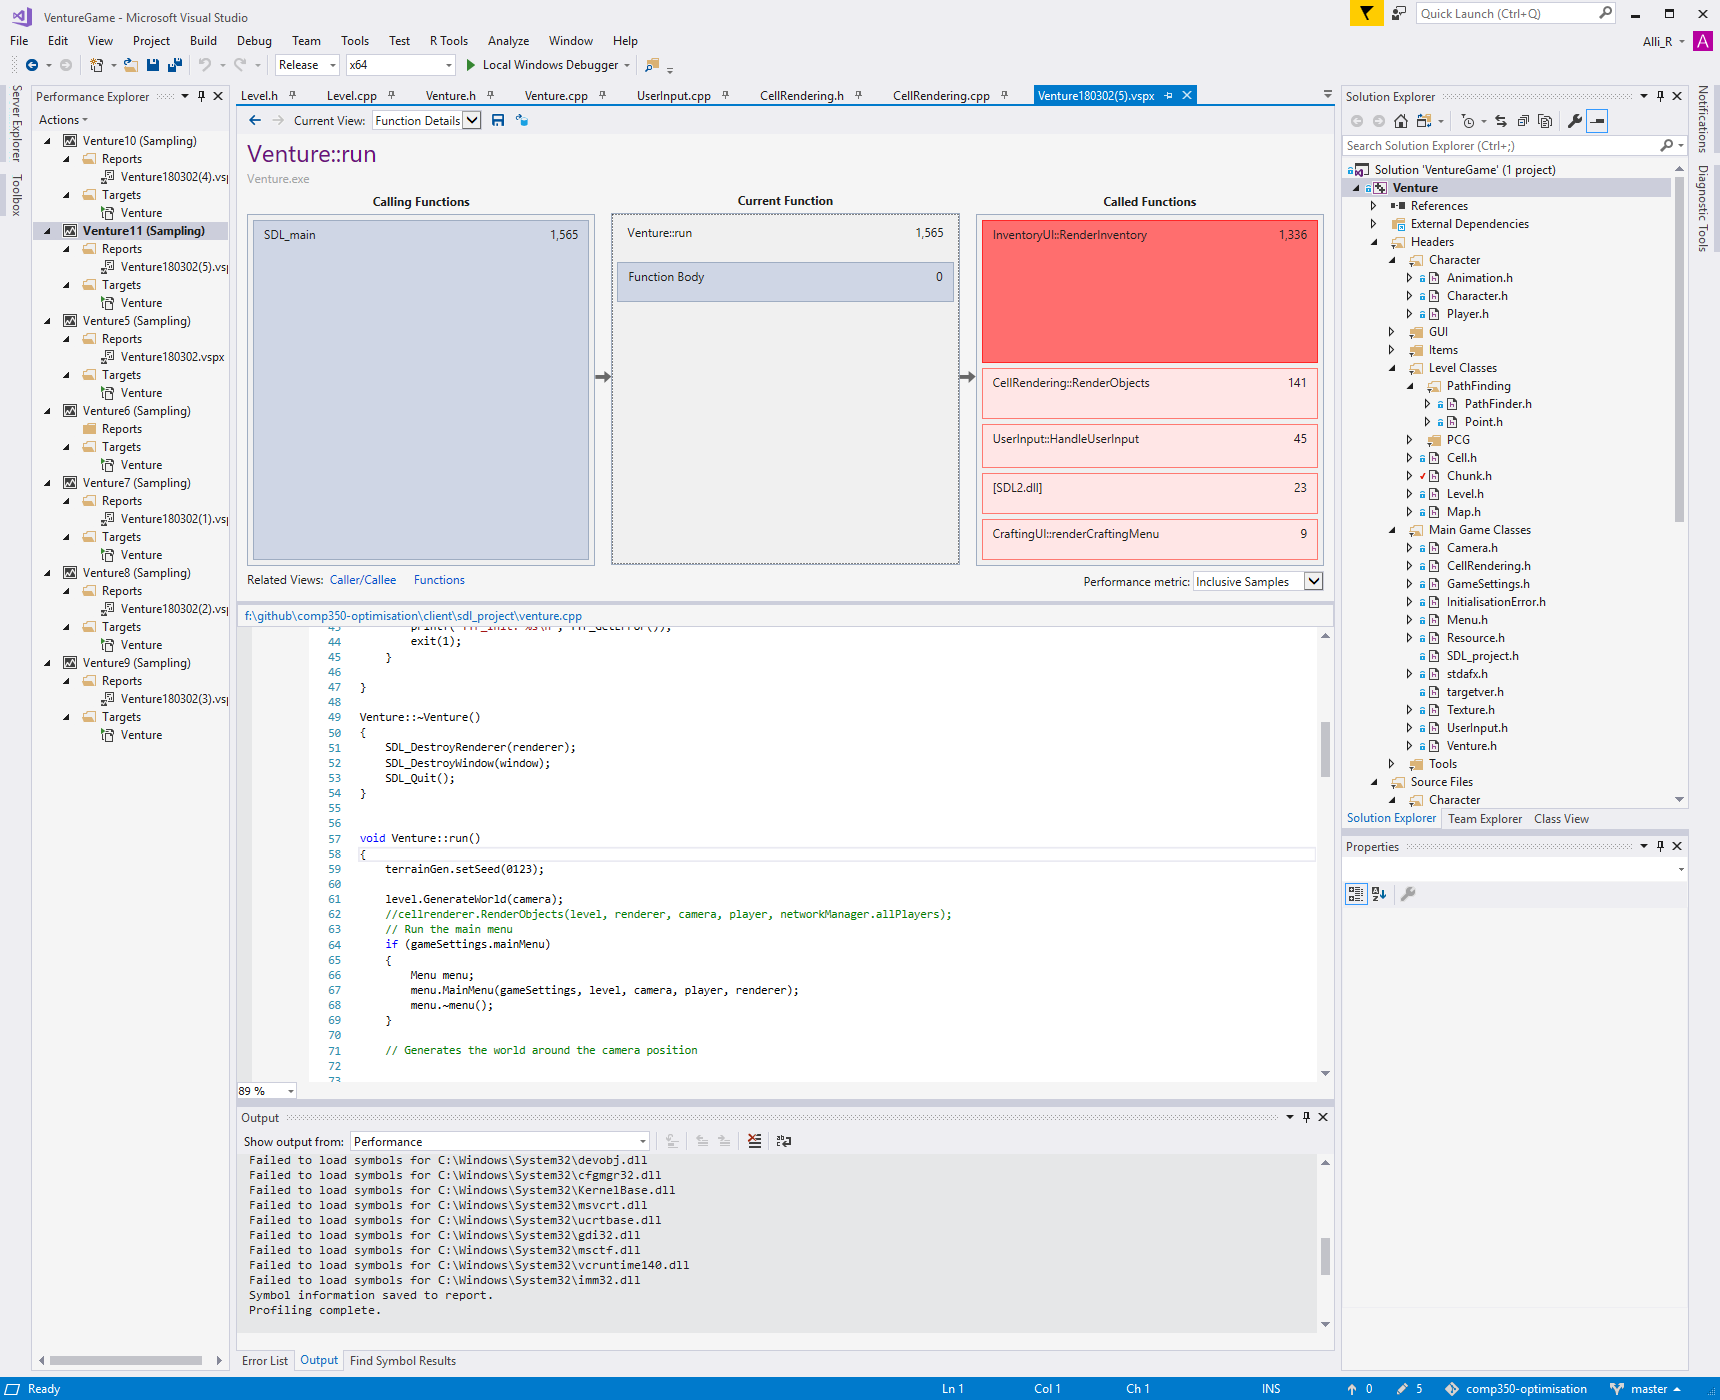 VentureGame - Microsoft Visual Studio
Quick Launch (Ctrl+Q)
File Edit View Project Build Debug Team Tools Test R Tools Analyze Window Help
Alli_R A
Release x64 Local Windows Debugger
Server Explorer
Toolbox
Performance Explorer
Actions
Venture10 (Sampling)
Reports
Venture180302(4).vsp
Targets
Venture
Venture11 (Sampling)
Reports
Venture180302(5).vsp
Targets
Venture
Venture5 (Sampling)
Reports
Venture180302.vspx
Targets
Venture
Venture6 (Sampling)
Reports
Targets
Venture
Venture7 (Sampling)
Reports
Venture180302(1).vsp
Targets
Venture
Venture8 (Sampling)
Reports
Venture180302(2).vsp
Targets
Venture
Venture9 (Sampling)
Reports
Venture180302(3).vsp
Targets
Venture
Level.h Level.cpp Venture.h Venture.cpp UserInput.cpp CellRendering.h CellRendering.cpp Venture180302(5).vspx
Current View: Function Details
Venture::run
Venture.exe
Calling Functions Current Function Called Functions
SDL_main 1,565
Venture::run 1,565
Function Body 0
InventoryUI::RenderInventory 1,336
CellRendering::RenderObjects 141
UserInput::HandleUserInput 45
[SDL2.dll] 23
CraftingUI::renderCraftingMenu 9
Related Views: Caller/Callee Functions
Performance metric: Inclusive Samples
f:\github\comp350-optimisation\client\sdl_project\venture.cpp
43 printf("TTF_Init: %s\n", TTF_GetError());
44 exit(1);
45 }
46
47 }
48
49 Venture::~Venture()
50 {
51 SDL_DestroyRenderer(renderer);
52 SDL_DestroyWindow(window);
53 SDL_Quit();
54 }
55
56
57 void Venture::run()
58 {
59 terrainGen.setSeed(0123);
60
61 level.GenerateWorld(camera);
62 //cellrenderer.RenderObjects(level, renderer, camera, player, networkManager.allPlayers);
63 // Run the main menu
64 if (gameSettings.mainMenu)
65 {
66 Menu menu;
67 menu.MainMenu(gameSettings, level, camera, player, renderer);
68 menu.~menu();
69 }
70
71 // Generates the world around the camera position
72
73
89 %
Output
Show output from: Performance
Failed to load symbols for C:\Windows\System32\devobj.dll
Failed to load symbols for C:\Windows\System32\cfgmgr32.dll
Failed to load symbols for C:\Windows\System32\KernelBase.dll
Failed to load symbols for C:\Windows\System32\msvcrt.dll
Failed to load symbols for C:\Windows\System32\ucrtbase.dll
Failed to load symbols for C:\Windows\System32\gdi32.dll
Failed to load symbols for C:\Windows\System32\msctf.dll
Failed to load symbols for C:\Windows\System32\vcruntime140.dll
Failed to load symbols for C:\Windows\System32\imm32.dll
Symbol information saved to report.
Profiling complete.
Error List Output Find Symbol Results
Solution Explorer
Search Solution Explorer (Ctrl+;)
Solution 'VentureGame' (1 project)
Venture
References
External Dependencies
Headers
Character
Animation.h
Character.h
Player.h
GUI
Items
Level Classes
PathFinding
PathFinder.h
Point.h
PCG
Cell.h
Chunk.h
Level.h
Map.h
Main Game Classes
Camera.h
CellRendering.h
GameSettings.h
InitialisationError.h
Menu.h
Resource.h
SDL_project.h
stdafx.h
targetver.h
Texture.h
UserInput.h
Venture.h
Tools
Source Files
Character
Solution Explorer Team Explorer Class View
Properties
Notifications
Diagnostic Tools
Ready Ln 1 Col 1 Ch 1 INS 0 5 comp350-optimisation master